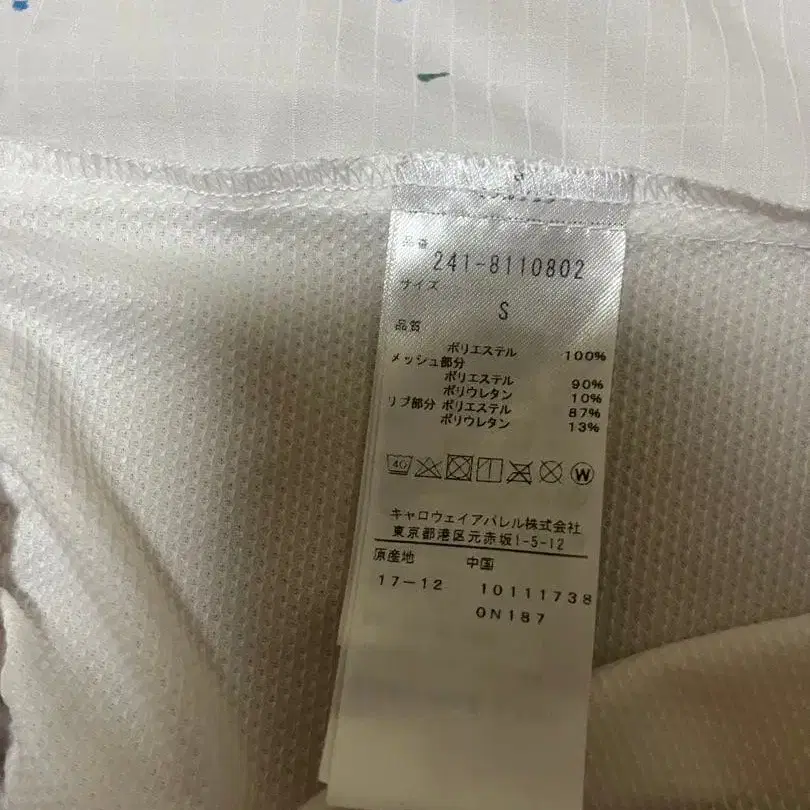 品番
241-8110802
サイズ
S
品質
ポリエステル 100%
メッシュ部分
ポリエステル 90%
ポリウレタン 10%
リブ部分 ポリエステル 87%
ポリウレタン 13%
40 W
キャロウェイアパレル株式会社
東京都港区元赤坂1-5-12
原産地 中国
17-12 10111738
0N187